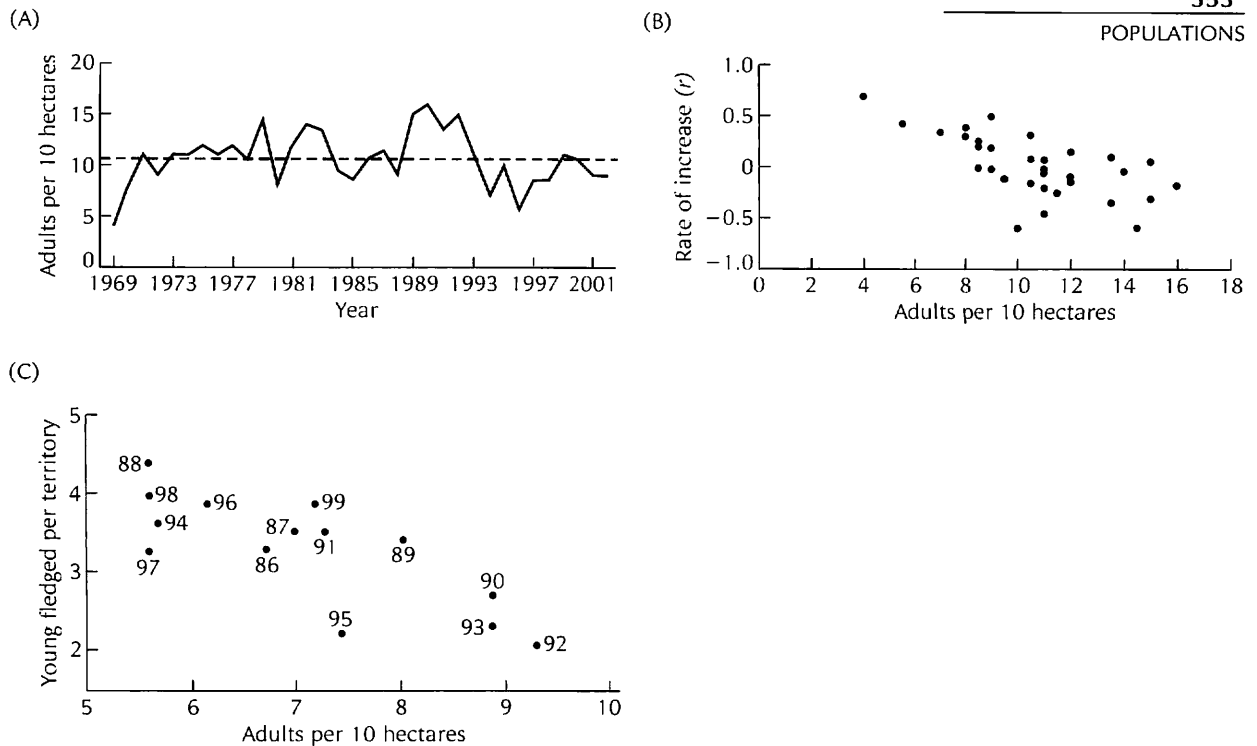 POPULATIONS
(A)
Adults per 10 hectares
20
15
10
5
0
1969 1973 1977 1981 1985 1989 1993 1997 2001
Year
(B)
Rate of increase (r)
1.0
0.5
0
−0.5
−1.0
0 2 4 6 8 10 12 14 16 18
Adults per 10 hectares
(C)
Young fledged per territory
5
4
3
2
88
98
94
97
96
99
87
91
86
89
95
90
93
92
5 6 7 8 9 10
Adults per 10 hectares